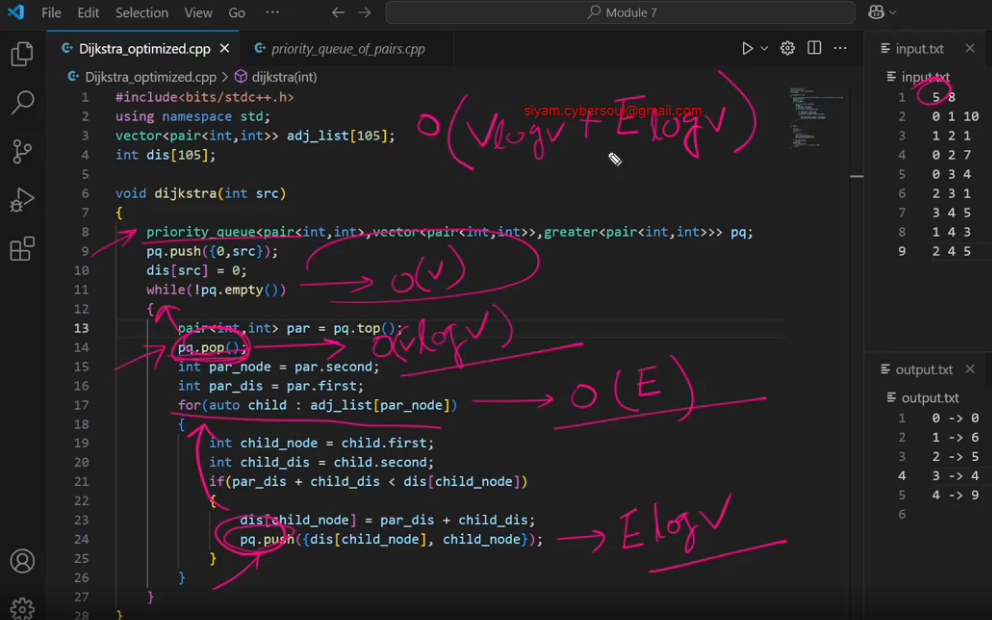 File Edit Selection View Go ... Module 7
Dijkstra_optimized.cpp priority_queue_of_pairs.cpp
Dijkstra_optimized.cpp > dijkstra(int)
1 #include<bits/stdc++.h>
2 using namespace std;
3 vector<pair<int,int>> adj_list[105];
4 int dis[105];
5
6 void dijkstra(int src)
7 {
8 priority_queue<pair<int,int>,vector<pair<int,int>>,greater<pair<int,int>>> pq;
9 pq.push({0,src});
10 dis[src] = 0;
11 while(!pq.empty())
12 {
13 pair<int,int> par = pq.top();
14 pq.pop();
15 int par_node = par.second;
16 int par_dis = par.first;
17 for(auto child : adj_list[par_node])
18 {
19 int child_node = child.first;
20 int child_dis = child.second;
21 if(par_dis + child_dis < dis[child_node])
22 {
23 dis[child_node] = par_dis + child_dis;
24 pq.push({dis[child_node], child_node});
25 }
26 }
27 }
28 }
siyam.cybersoul@gmail.com
O(VlogV + ElogV)
O(V)
O(VlogV)
O(E)
ElogV
input.txt
input.txt
1 5 8
2 0 1 10
3 1 2 1
4 0 2 7
5 0 3 4
6 2 3 1
7 3 4 5
8 1 4 3
9 2 4 5
output.txt
output.txt
1 0 -> 0
2 1 -> 6
3 2 -> 5
4 3 -> 4
5 4 -> 9
6